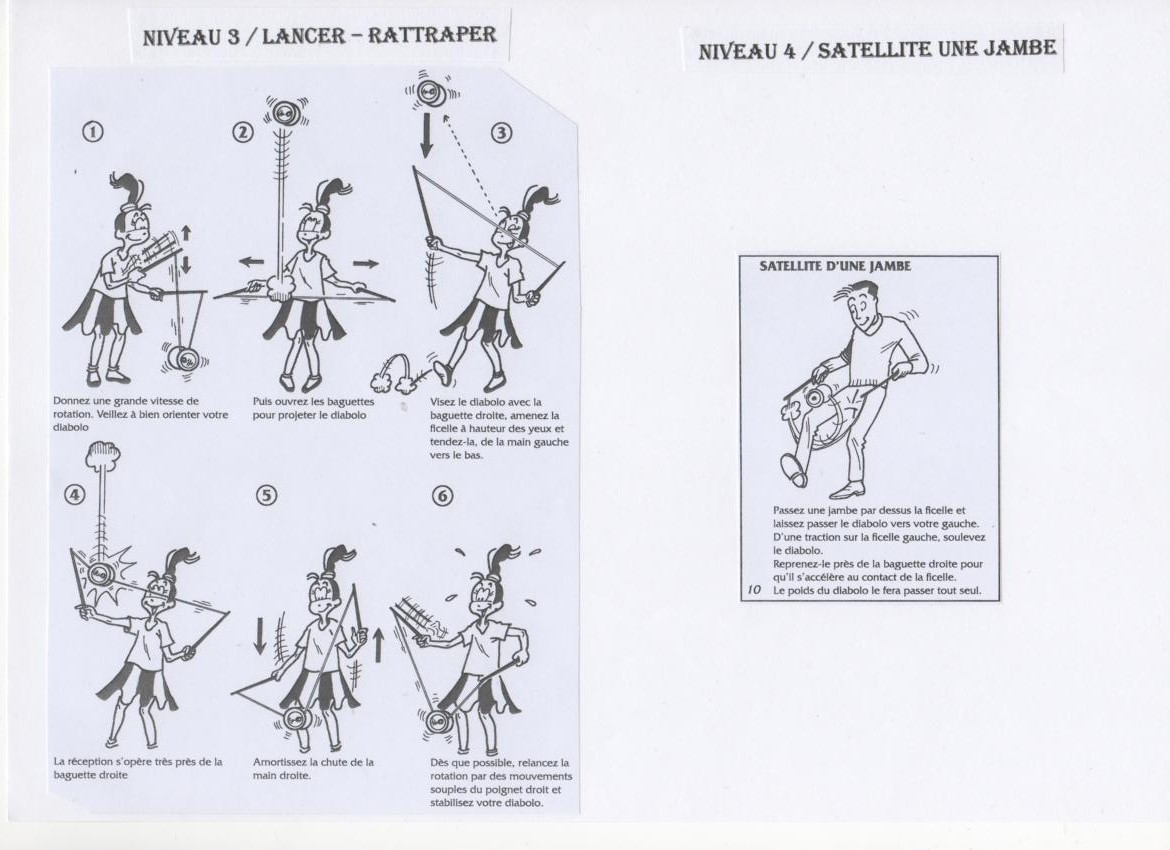 NIVEAU 3 / LANCER – RATTRAPER
1
Donnez une grande vitesse de
rotation. Veillez à bien orienter votre
diabolo
2
Puis ouvrez les baguettes
pour projeter le diabolo
3
Visez le diabolo avec la
baguette droite, amenez la
ficelle à hauteur des yeux et
tendez-la, de la main gauche
vers le bas.
4
La réception s'opère très près de la
baguette droite
5
Amortissez la chute de la
main droite.
6
Dès que possible, relancez la
rotation par des mouvements
souples du poignet droit et
stabilisez votre diabolo.
NIVEAU 4 / SATELLITE UNE JAMBE
SATELLITE D'UNE JAMBE
Passez une jambe par dessus la ficelle et
laissez passer le diabolo vers votre gauche.
D'une traction sur la ficelle gauche, soulevez
le diabolo.
Reprenez-le près de la baguette droite pour
qu'il s'accélère au contact de la ficelle.
10 Le poids du diabolo le fera passer tout seul.